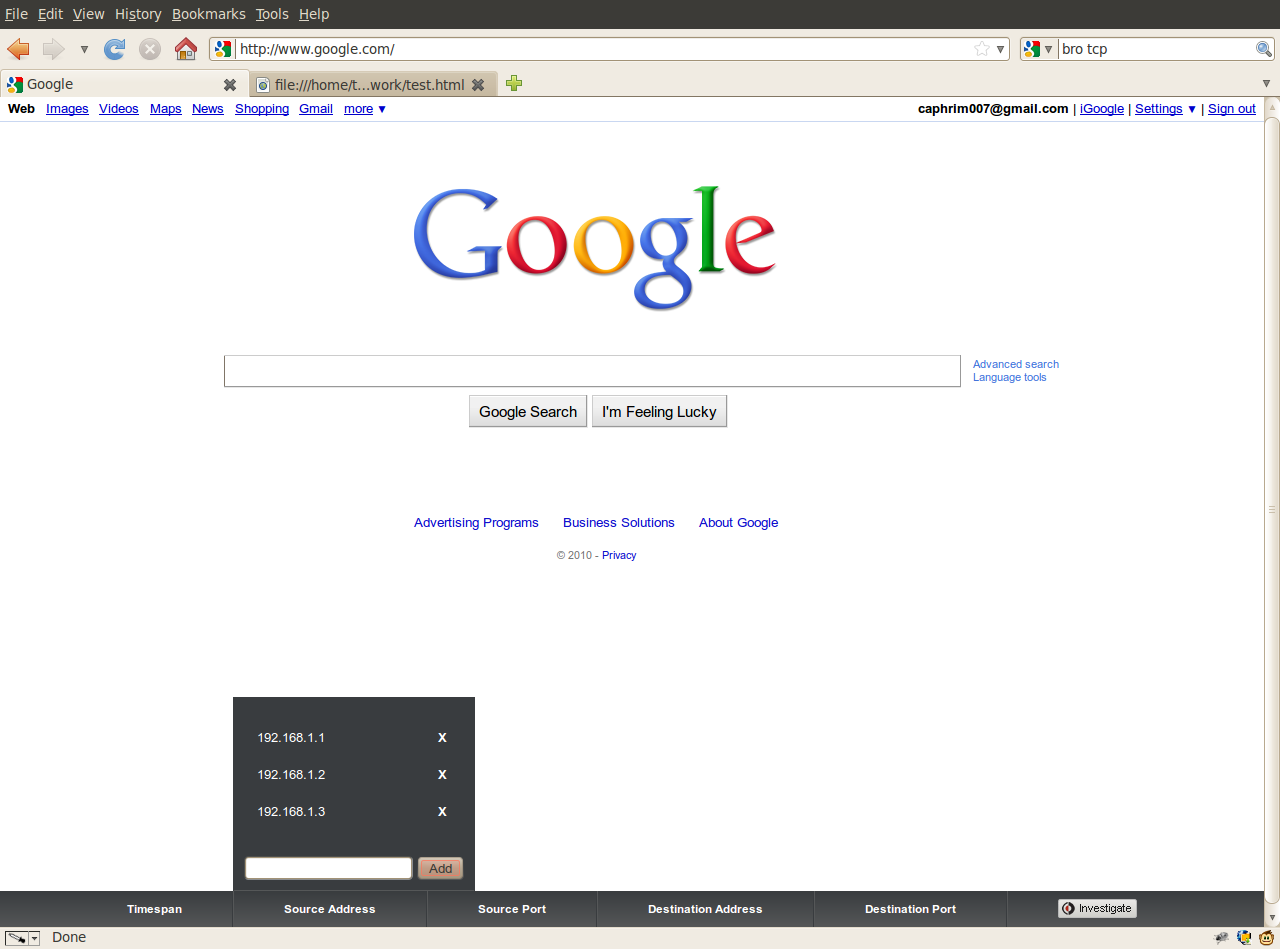 File Edit View History Bookmarks Tools Help
http://www.google.com/ bro tcp
Google file:///home/t...work/test.html
Web Images Videos Maps News Shopping Gmail more ▼ caphrim007@gmail.com | iGoogle | Settings ▼ | Sign out
Google
Advanced search
Language tools
Google Search I'm Feeling Lucky
Advertising Programs Business Solutions About Google
© 2010 - Privacy
192.168.1.1 X
192.168.1.2 X
192.168.1.3 X
Add
Timespan Source Address Source Port Destination Address Destination Port Investigate
Done